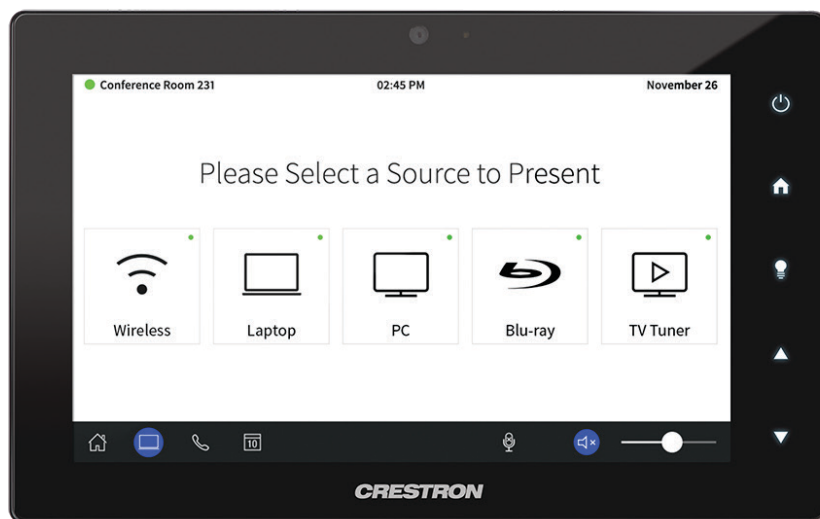 Conference Room 231 02:45 PM November 26
Please Select a Source to Present
Wireless Laptop PC Blu-ray TV Tuner
10
CRESTRON